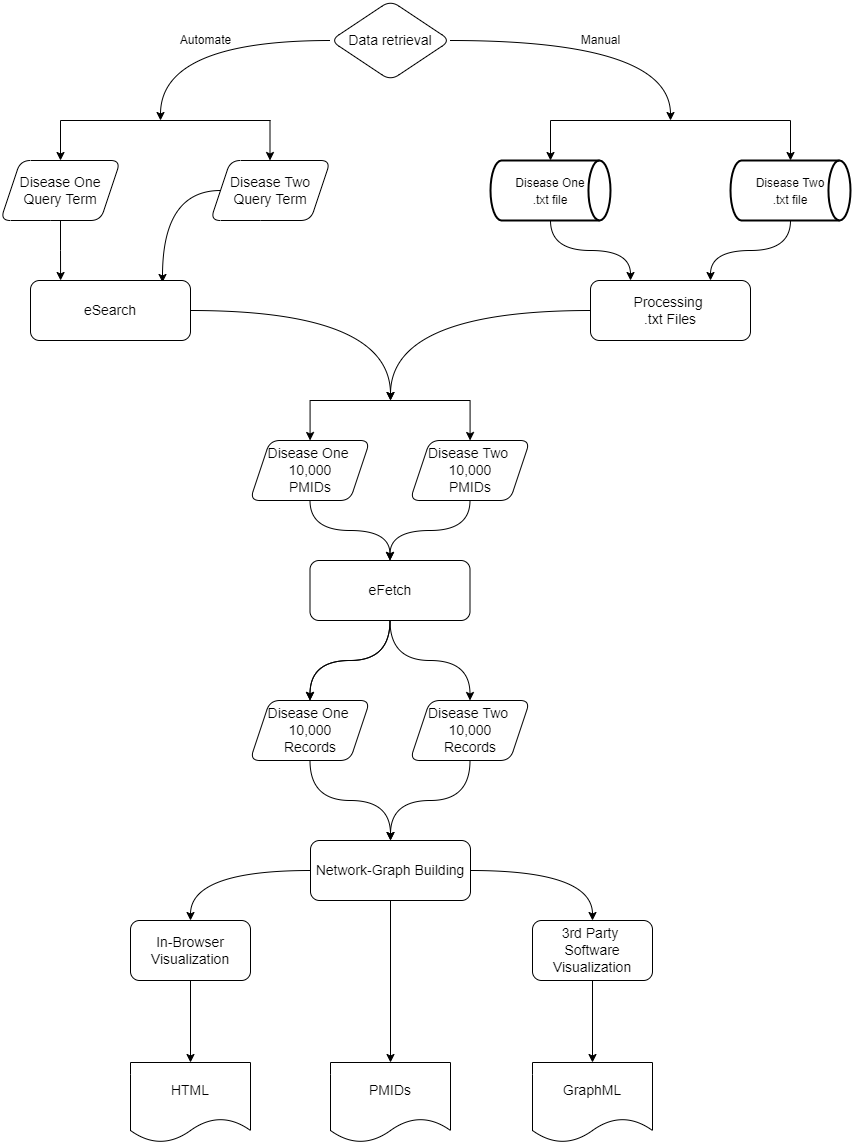 Automate
Data retrieval
Manual
Disease One
Query Term
Disease Two
Query Term
Disease One
.txt file
Disease Two
.txt file
eSearch
Processing
.txt Files
Disease One
10,000
PMIDs
Disease Two
10,000
PMIDs
eFetch
Disease One
10,000
Records
Disease Two
10,000
Records
Network-Graph Building
In-Browser
Visualization
3rd Party
Software
Visualization
HTML
PMIDs
GraphML